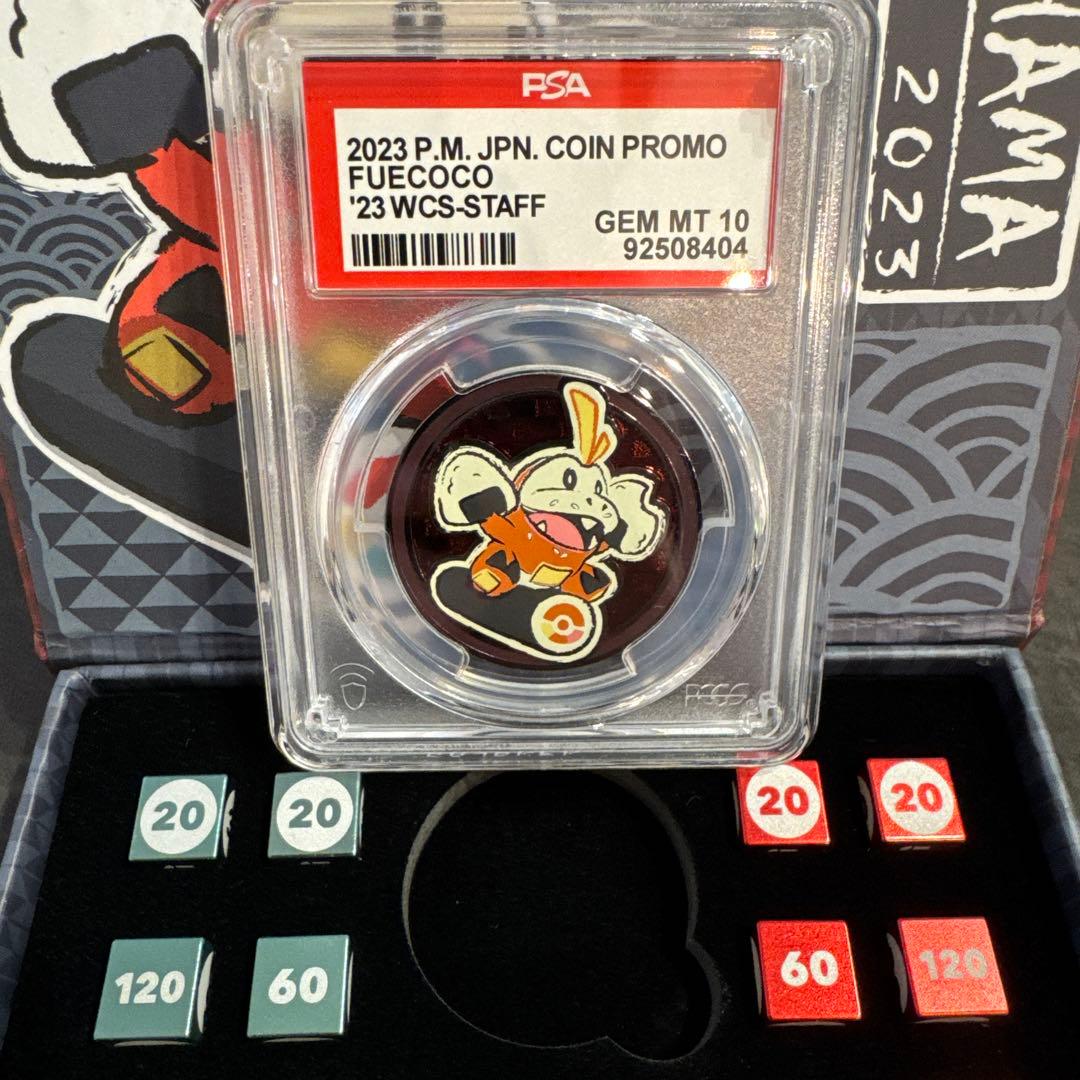 HAMA
2023
PSA
2023 P.M. JPN. COIN PROMO
FUECOCO
'23 WCS-STAFF
GEM MT 10
92508404
20 20 20 20
120 60 60 120